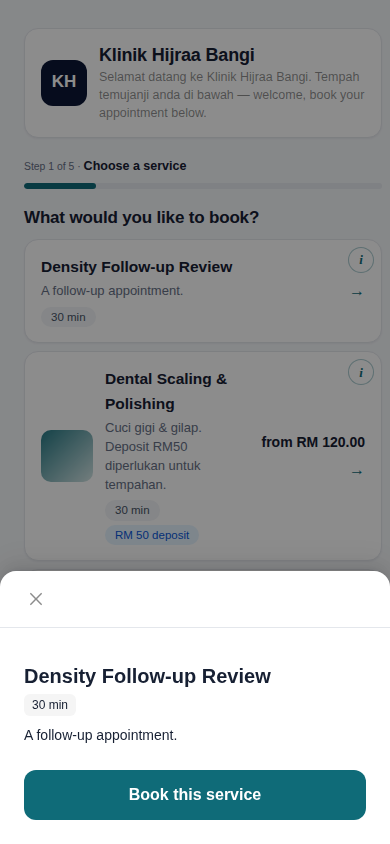 KH
Klinik Hijraa Bangi
Selamat datang ke Klinik Hijraa Bangi. Tempah
temujanji anda di bawah — welcome, book your
appointment below.
Step 1 of 5 · Choose a service
What would you like to book?
Density Follow-up Review
i
A follow-up appointment.
→
30 min
Dental Scaling &
Polishing
i
Cuci gigi & gilap.
Deposit RM50
diperlukan untuk
tempahan.
from RM 120.00
→
30 min
RM 50 deposit
Density Follow-up Review
30 min
A follow-up appointment.
Book this service